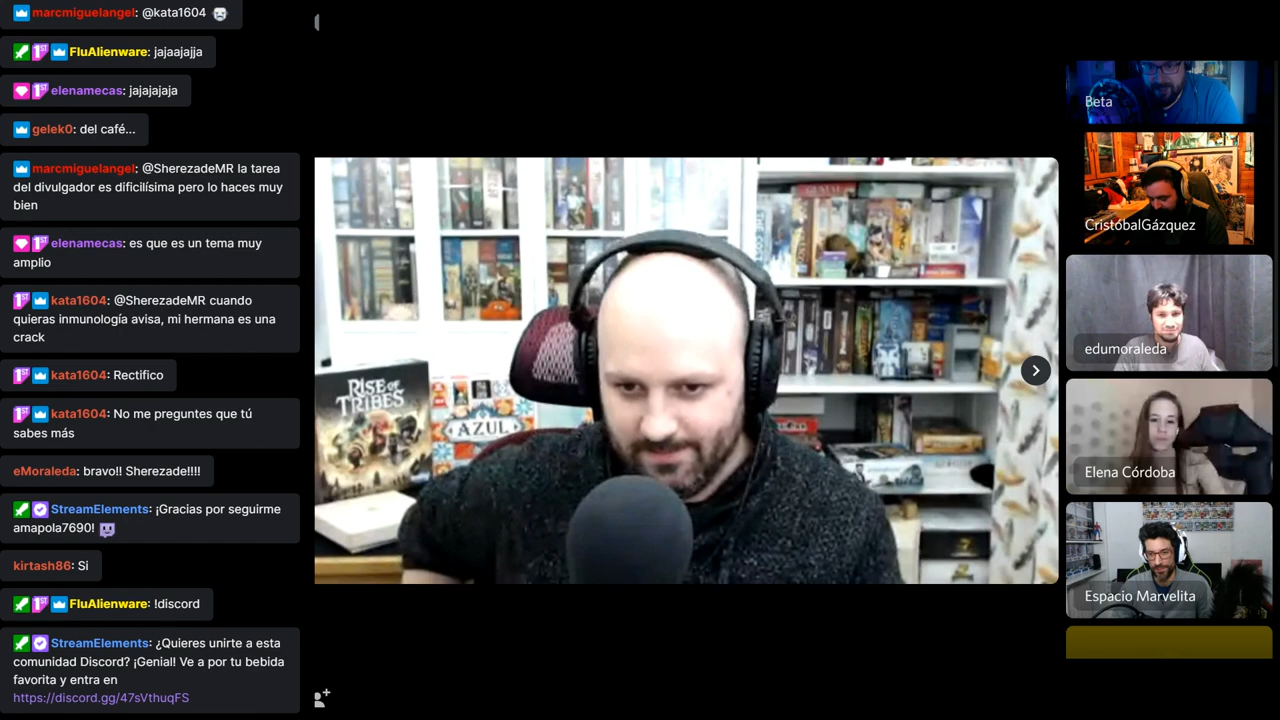 marcmiguelangel: @kata1604
FluAlienware: jajaajajja
elenamecas: jajajajaja
gelek0: del café...
marcmiguelangel: @SherezadeMR la tarea
del divulgador es dificilísima pero lo haces muy
bien
elenamecas: es que es un tema muy
amplio
kata1604: @SherezadeMR cuando
quieras inmunología avisa, mi hermana es una
crack
kata1604: Rectifico
kata1604: No me preguntes que tú
sabes más
eMoraleda: bravo!! Sherezade!!!!
StreamElements: ¡Gracias por seguirme
amapola7690!
kirtash86: Si
FluAlienware: !discord
StreamElements: ¿Quieres unirte a esta
comunidad Discord? ¡Genial! Ve a por tu bebida
favorita y entra en
https://discord.gg/47sVthuqFS
RISE OF
TRIBES
AZUL
Beta
CristóbalGázquez
edumoraleda
Elena Córdoba
Espacio Marvelita